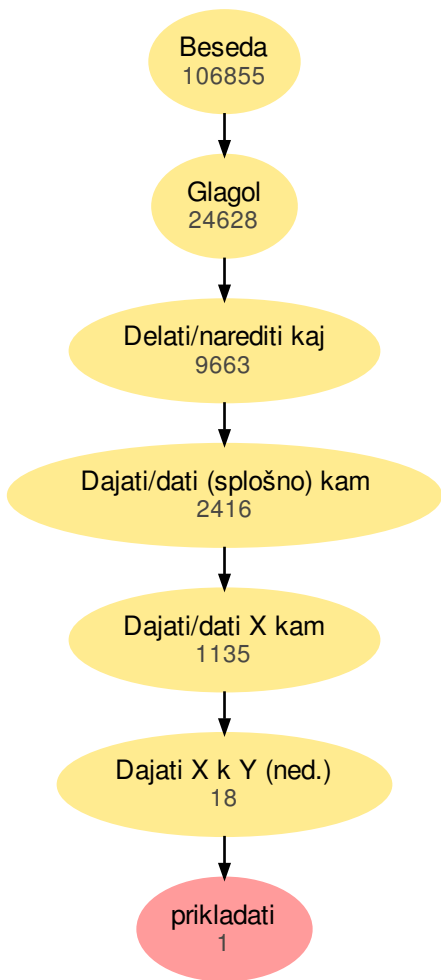 Beseda
106855
Glagol
24628
Delati/narediti kaj
9663
Dajati/dati (splošno) kam
2416
Dajati/dati X kam
1135
Dajati X k Y (ned.)
18
prikladati
1